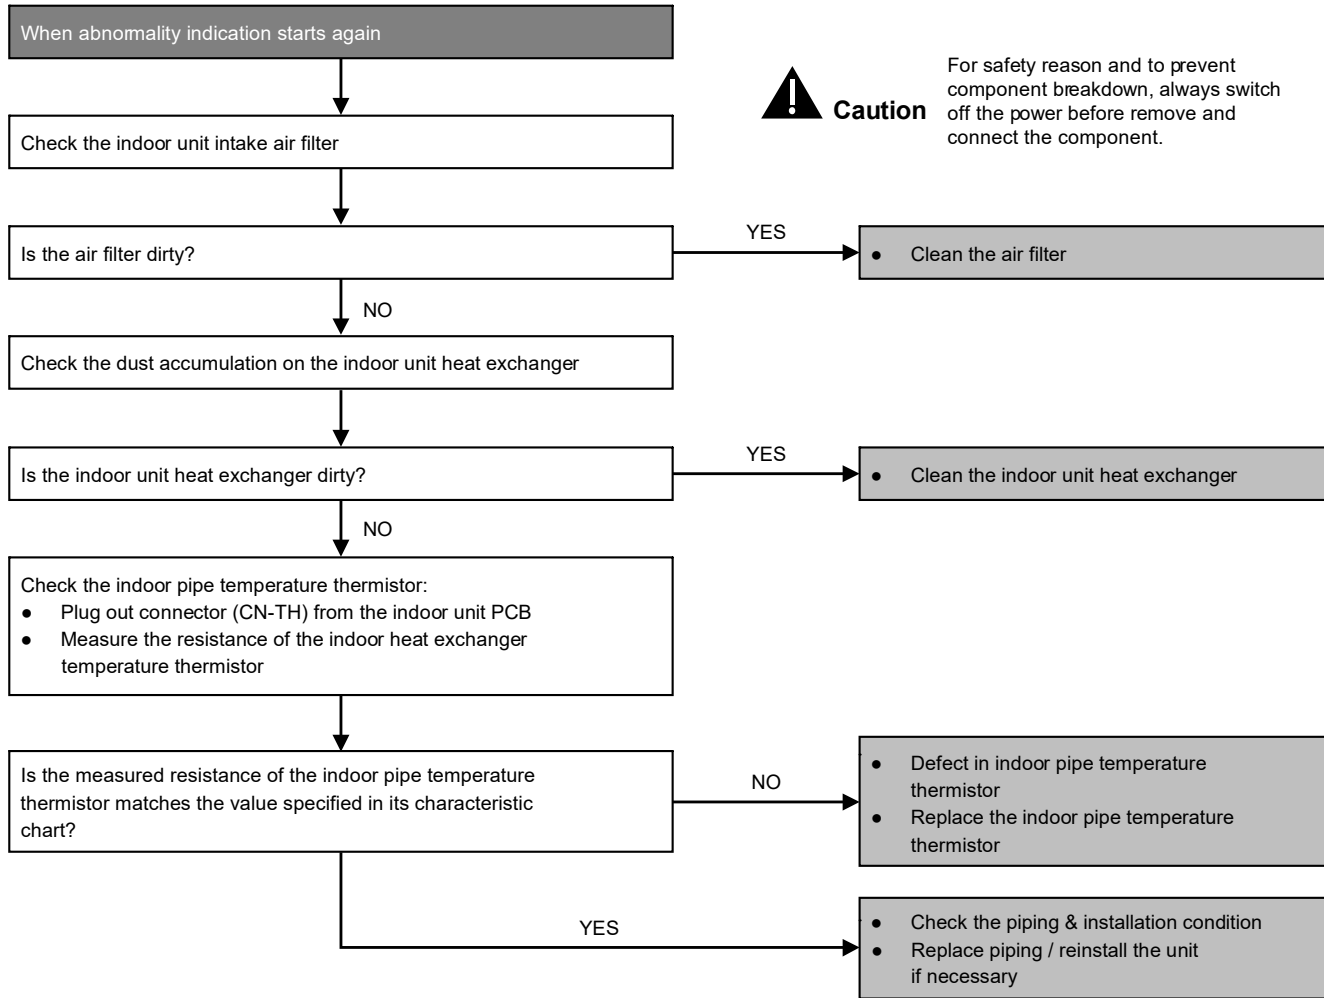 When abnormality indication starts again
For safety reason and to prevent
component breakdown, always switch
off the power before remove and
connect the component.
Caution
Check the indoor unit intake air filter
Is the air filter dirty?
YES
● Clean the air filter
NO
Check the dust accumulation on the indoor unit heat exchanger
Is the indoor unit heat exchanger dirty?
YES
● Clean the indoor unit heat exchanger
NO
Check the indoor pipe temperature thermistor:
● Plug out connector (CN-TH) from the indoor unit PCB
● Measure the resistance of the indoor heat exchanger
temperature thermistor
Is the measured resistance of the indoor pipe temperature
thermistor matches the value specified in its characteristic
chart?
NO
● Defect in indoor pipe temperature
thermistor
● Replace the indoor pipe temperature
thermistor
YES
● Check the piping & installation condition
● Replace piping / reinstall the unit
if necessary